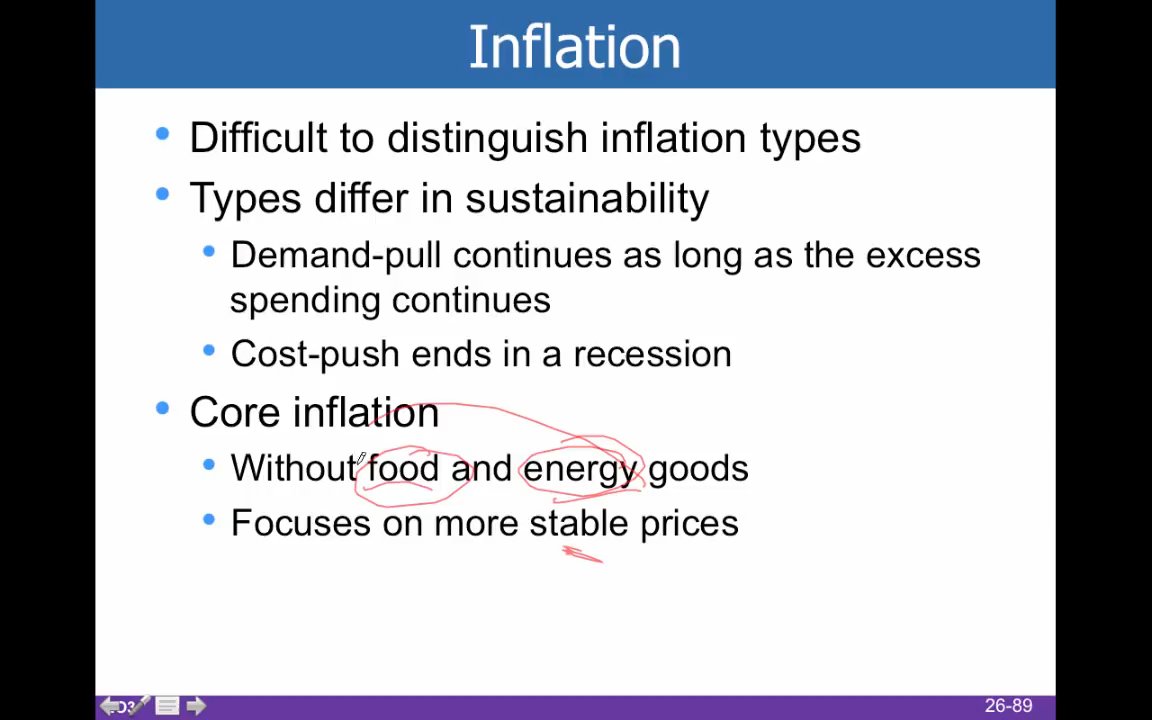 Inflation
• Difficult to distinguish inflation types
• Types differ in sustainability
• Demand-pull continues as long as the excess
spending continues
• Cost-push ends in a recession
• Core inflation
• Without food and energy goods
• Focuses on more stable prices
26-89